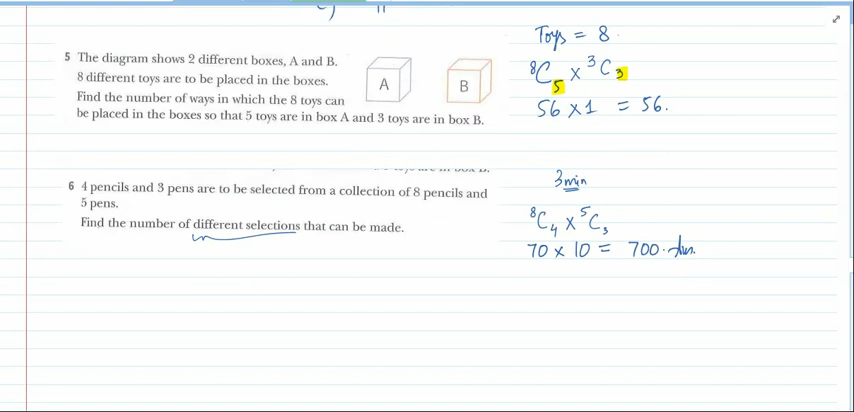 5 The diagram shows 2 different boxes, A and B.
8 different toys are to be placed in the boxes.
Find the number of ways in which the 8 toys can
be placed in the boxes so that 5 toys are in box A and 3 toys are in box B.
A
B
Toys = 8
⁸C₅ x ³C₃
56 x 1 = 56.
6 4 pencils and 3 pens are to be selected from a collection of 8 pencils and
5 pens.
Find the number of different selections that can be made.
3 min
⁸C₄ x ⁵C₃
70 x 10 = 700.